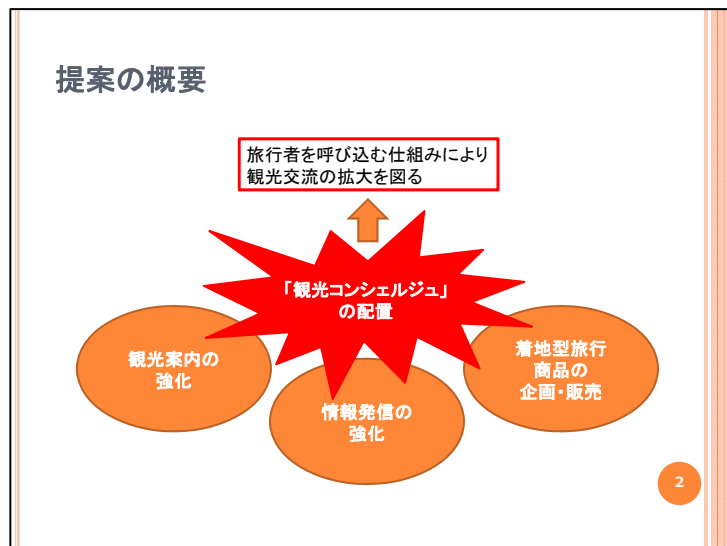 提案の概要
旅行者を呼び込む仕組みにより
観光交流の拡大を図る
「観光コンシェルジュ」
の配置
観光案内の
強化
情報発信の
強化
着地型旅行
商品の
企画・販売
2